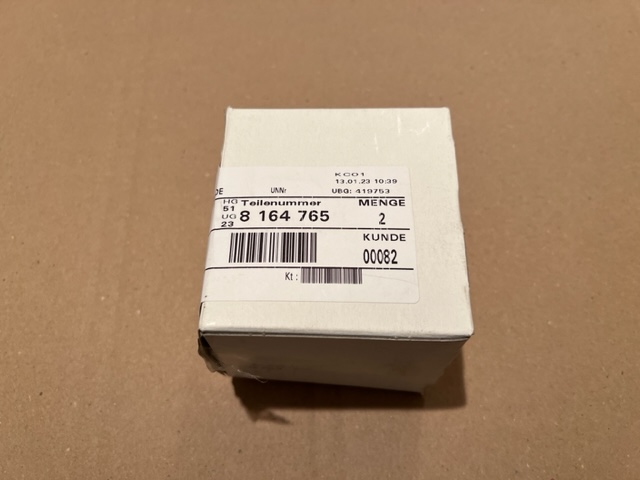 KC01
13.01.23 10:39
DE UNNr UBG: 419753
HG Teilenummer MENGE
51
UG 8 164 765 2
23
KUNDE
00082
Kt :